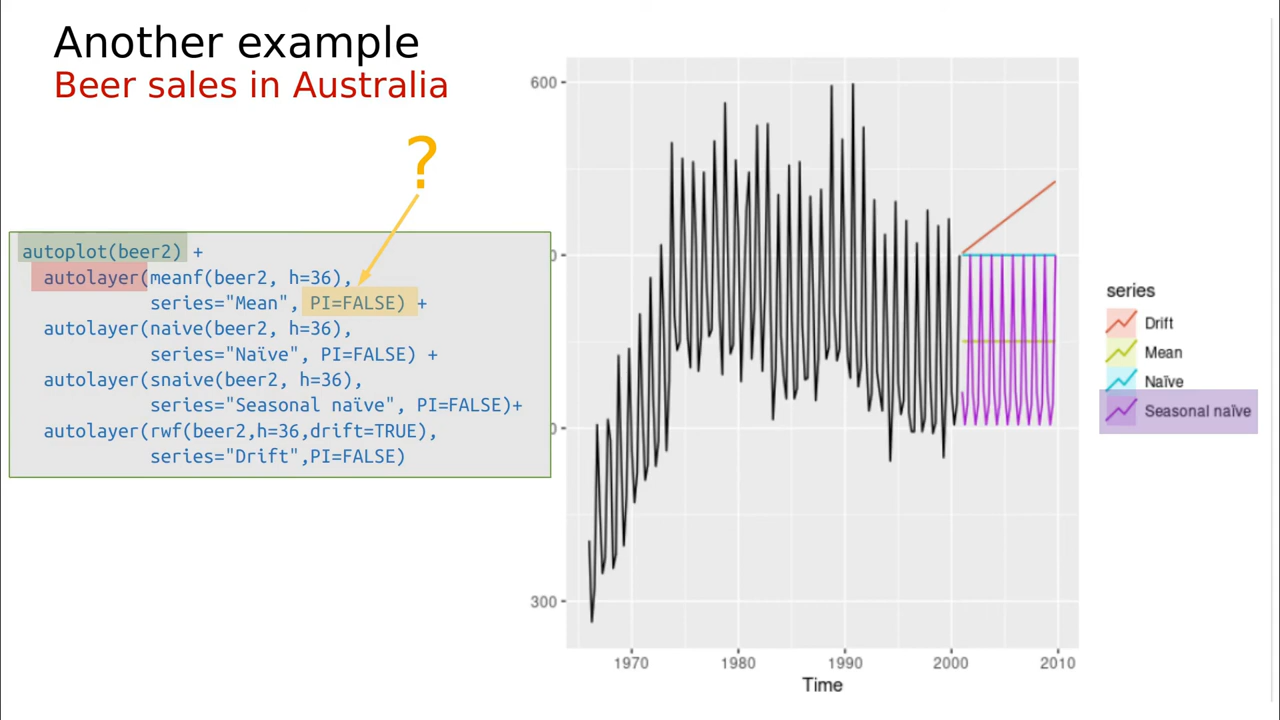 Another example
Beer sales in Australia
?
autoplot(beer2) +
autolayer(meanf(beer2, h=36),
series="Mean", PI=FALSE) +
autolayer(naive(beer2, h=36),
series="Naïve", PI=FALSE) +
autolayer(snaive(beer2, h=36),
series="Seasonal naïve", PI=FALSE)+
autolayer(rwf(beer2,h=36,drift=TRUE),
series="Drift",PI=FALSE)
600
0
0
300
1970 1980 1990 2000 2010
Time
series
Drift
Mean
Naïve
Seasonal naïve